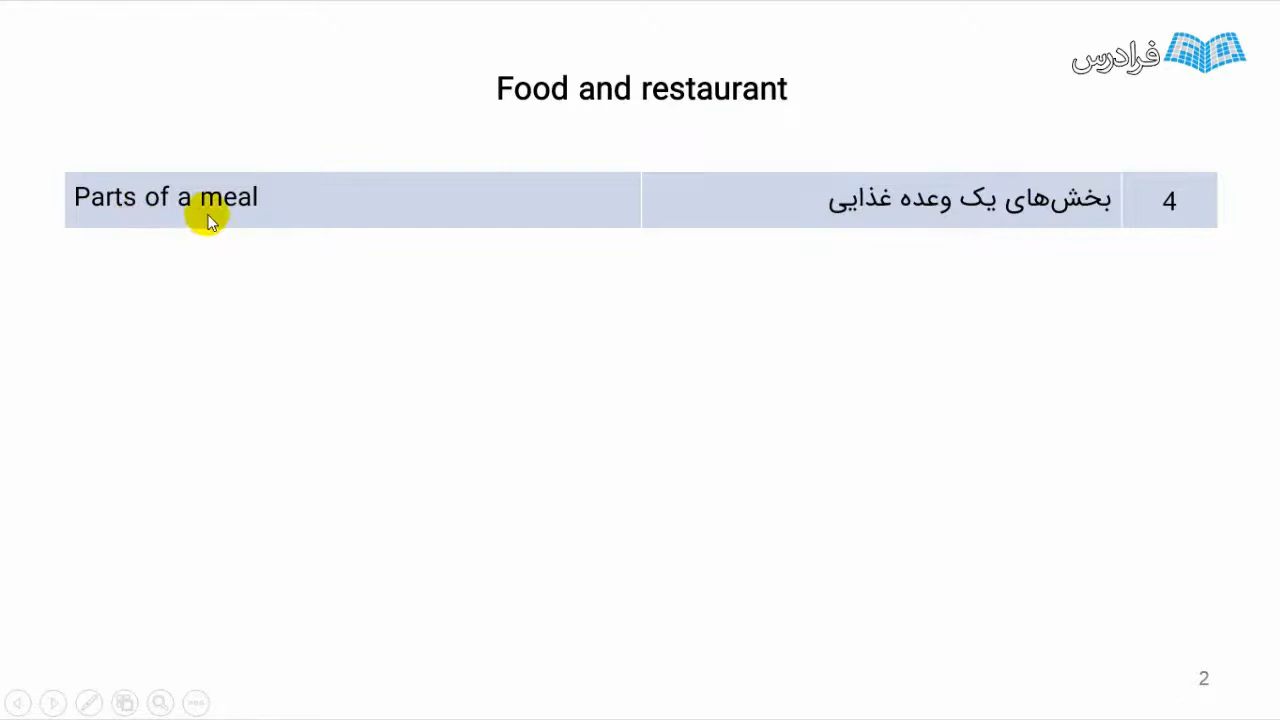 فرادرس
Food and restaurant
Parts of a meal
بخش‌های یک وعده غذایی
4
2